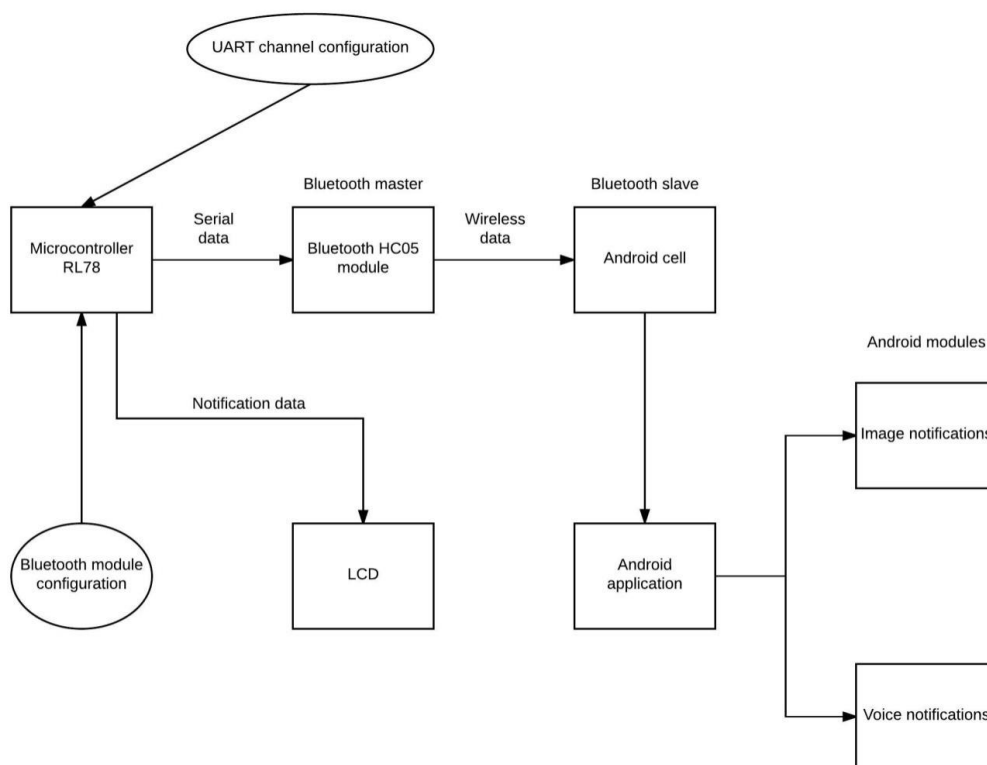 UART channel configuration
Bluetooth master
Bluetooth slave
Microcontroller
RL78
Serial
data
Bluetooth HC05
module
Wireless
data
Android cell
Android modules
Notification data
Image notifications
Bluetooth module
configuration
LCD
Android
application
Voice notifications